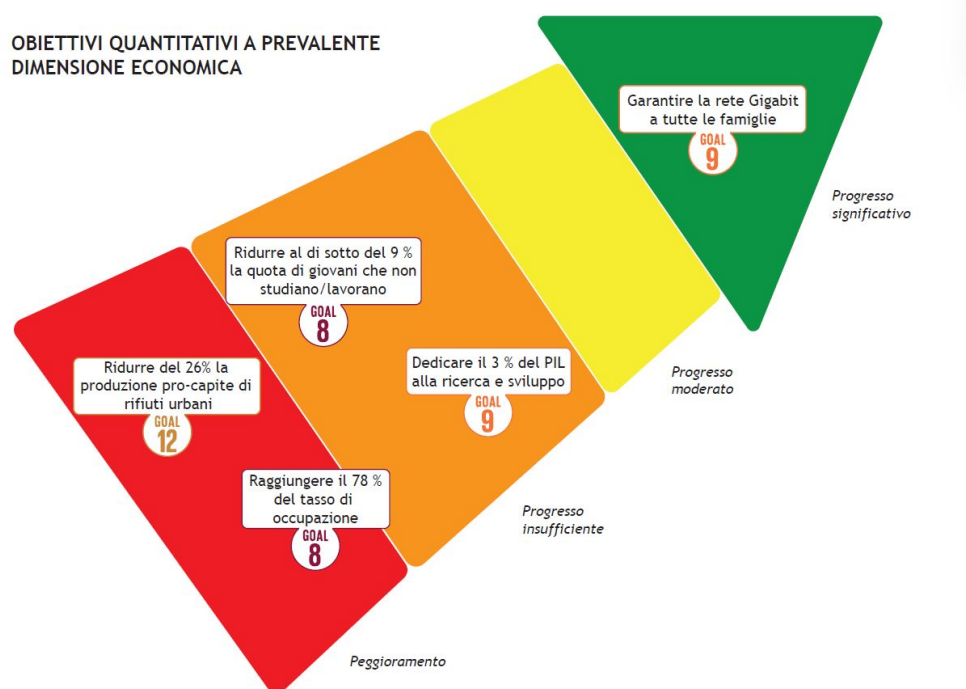 OBIETTIVI QUANTITATIVI A PREVALENTE
DIMENSIONE ECONOMICA
Garantire la rete Gigabit
a tutte le famiglie
GOAL
9
Progresso
significativo
Ridurre al di sotto del 9 %
la quota di giovani che non
studiano/lavorano
GOAL
8
Dedicare il 3 % del PIL
alla ricerca e sviluppo
GOAL
9
Progresso
moderato
Ridurre del 26% la
produzione pro-capite di
rifiuti urbani
GOAL
12
Raggiungere il 78 %
del tasso di
occupazione
GOAL
8
Progresso
insufficiente
Peggioramento